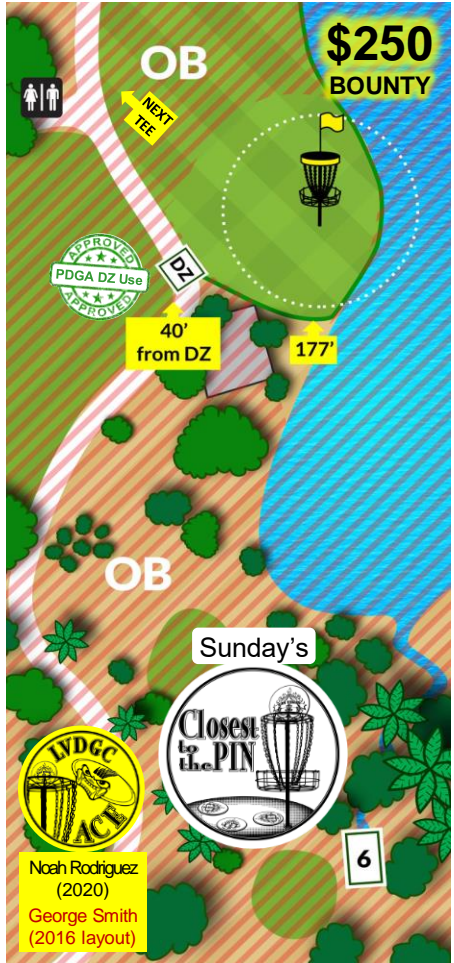 $250
BOUNTY
OB
NEXT
TEE
APPROVED
PDGA DZ Use
APPROVED
DZ
40'
from DZ
177'
OB
Sunday's
Closest
to
the PIN
LVDGC
ACE
Noah Rodriguez
(2020)
George Smith
(2016 layout)
6